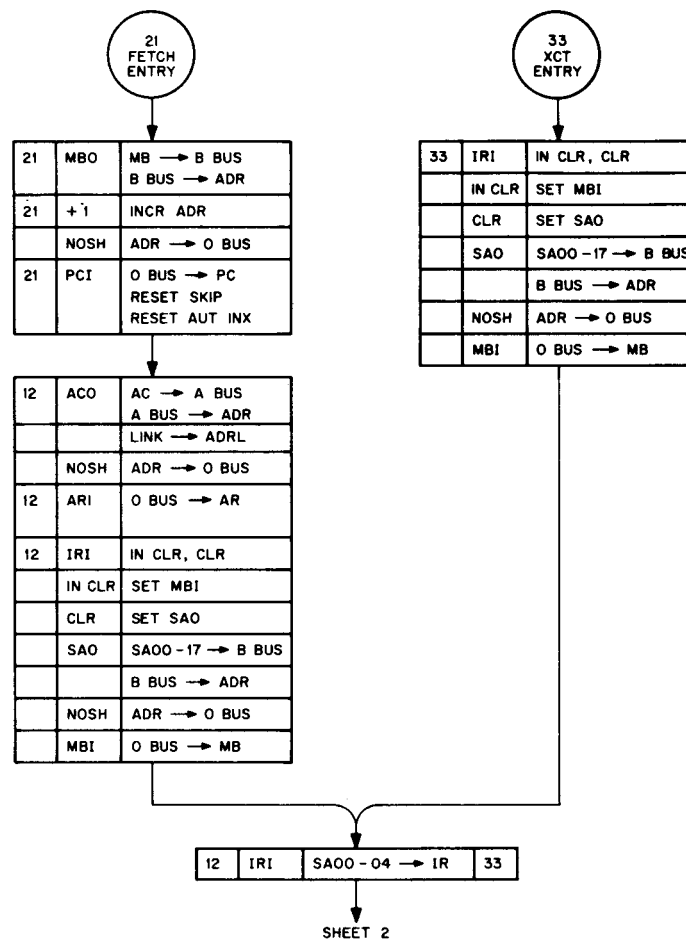 21
FETCH
ENTRY
21 MBO MB → B BUS
B BUS → ADR
21 +1 INCR ADR
NOSH ADR → O BUS
21 PCI O BUS → PC
RESET SKIP
RESET AUT INX
12 ACO AC → A BUS
A BUS → ADR
LINK → ADRL
NOSH ADR → O BUS
12 ARI O BUS → AR
12 IRI IN CLR, CLR
IN CLR SET MBI
CLR SET SAO
SAO SAOO-17 → B BUS
B BUS → ADR
NOSH ADR → O BUS
MBI O BUS → MB
33
XCT
ENTRY
33 IRI IN CLR, CLR
IN CLR SET MBI
CLR SET SAO
SAO SAOO-17 → B BUS
B BUS → ADR
NOSH ADR → O BUS
MBI O BUS → MB
12 IRI SAOO-04 → IR 33
SHEET 2